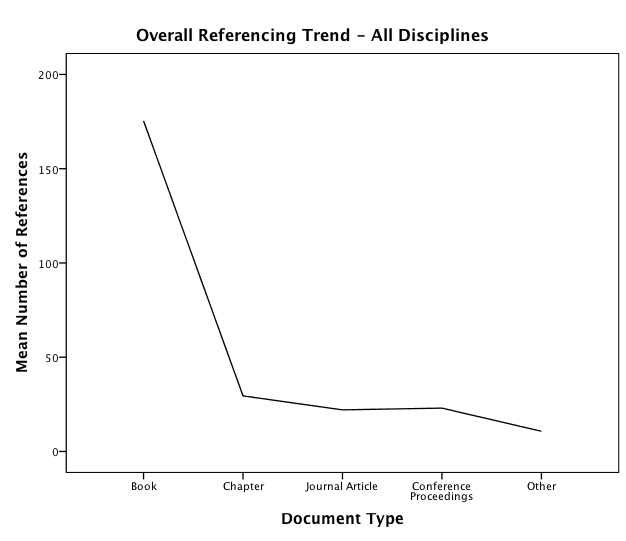 Overall Referencing Trend – All Disciplines
Mean Number of References
200
150
100
50
0
Book
Chapter
Journal Article
Conference
Proceedings
Other
Document Type